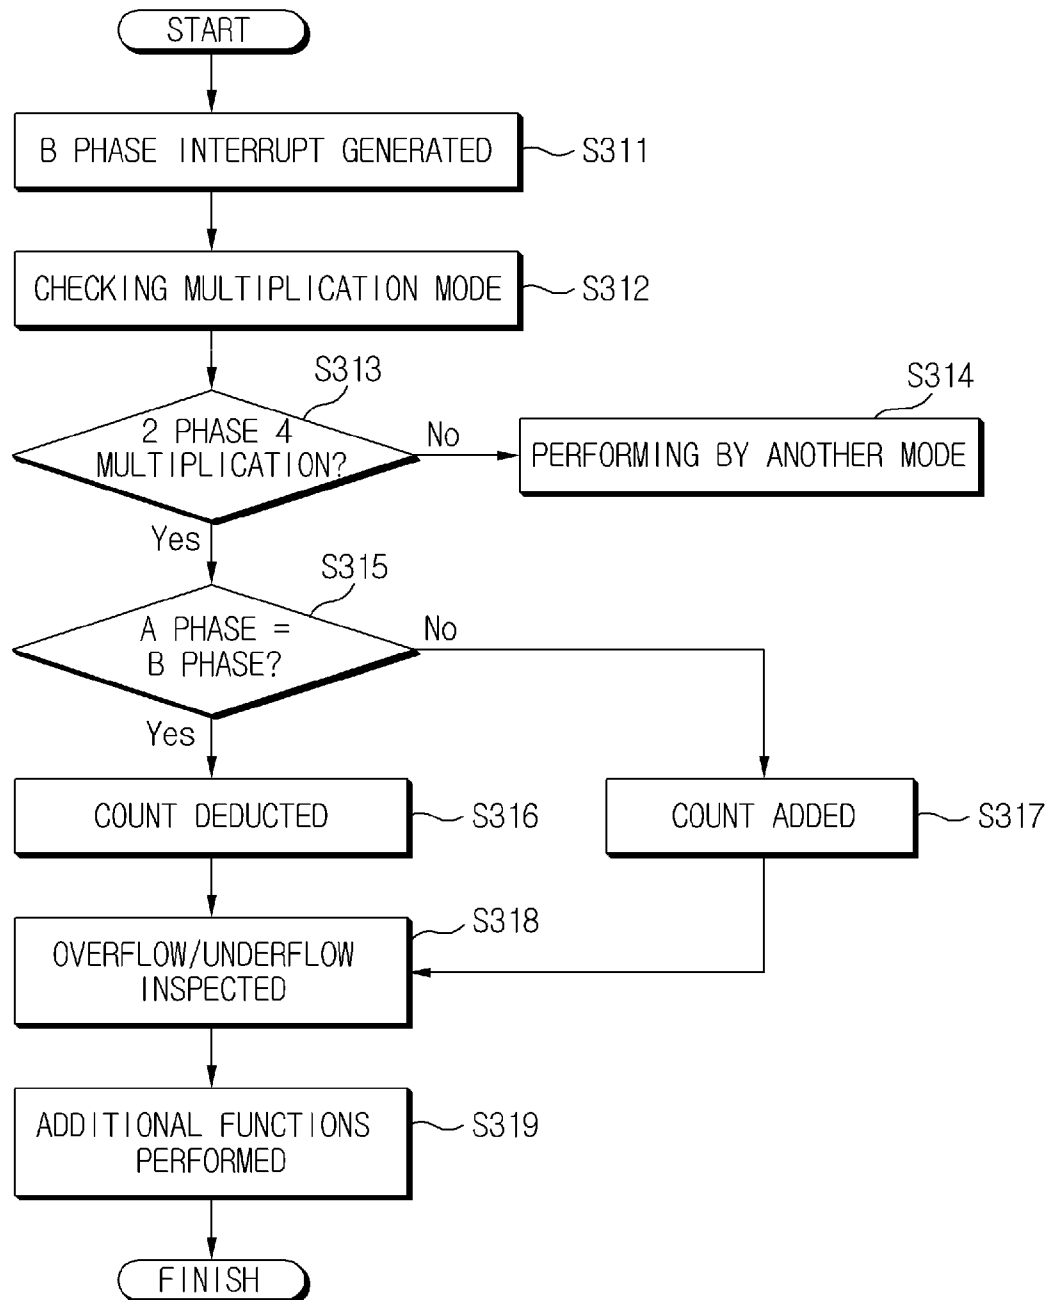 START
B PHASE INTERRUPT GENERATED
S311
CHECKING MULTIPLICATION MODE
S312
S313
2 PHASE 4
MULTIPLICATION?
No
S314
PERFORMING BY ANOTHER MODE
Yes
S315
A PHASE =
B PHASE?
No
Yes
COUNT DEDUCTED
S316
COUNT ADDED
S317
OVERFLOW/UNDERFLOW
INSPECTED
S318
ADDITIONAL FUNCTIONS
PERFORMED
S319
FINISH